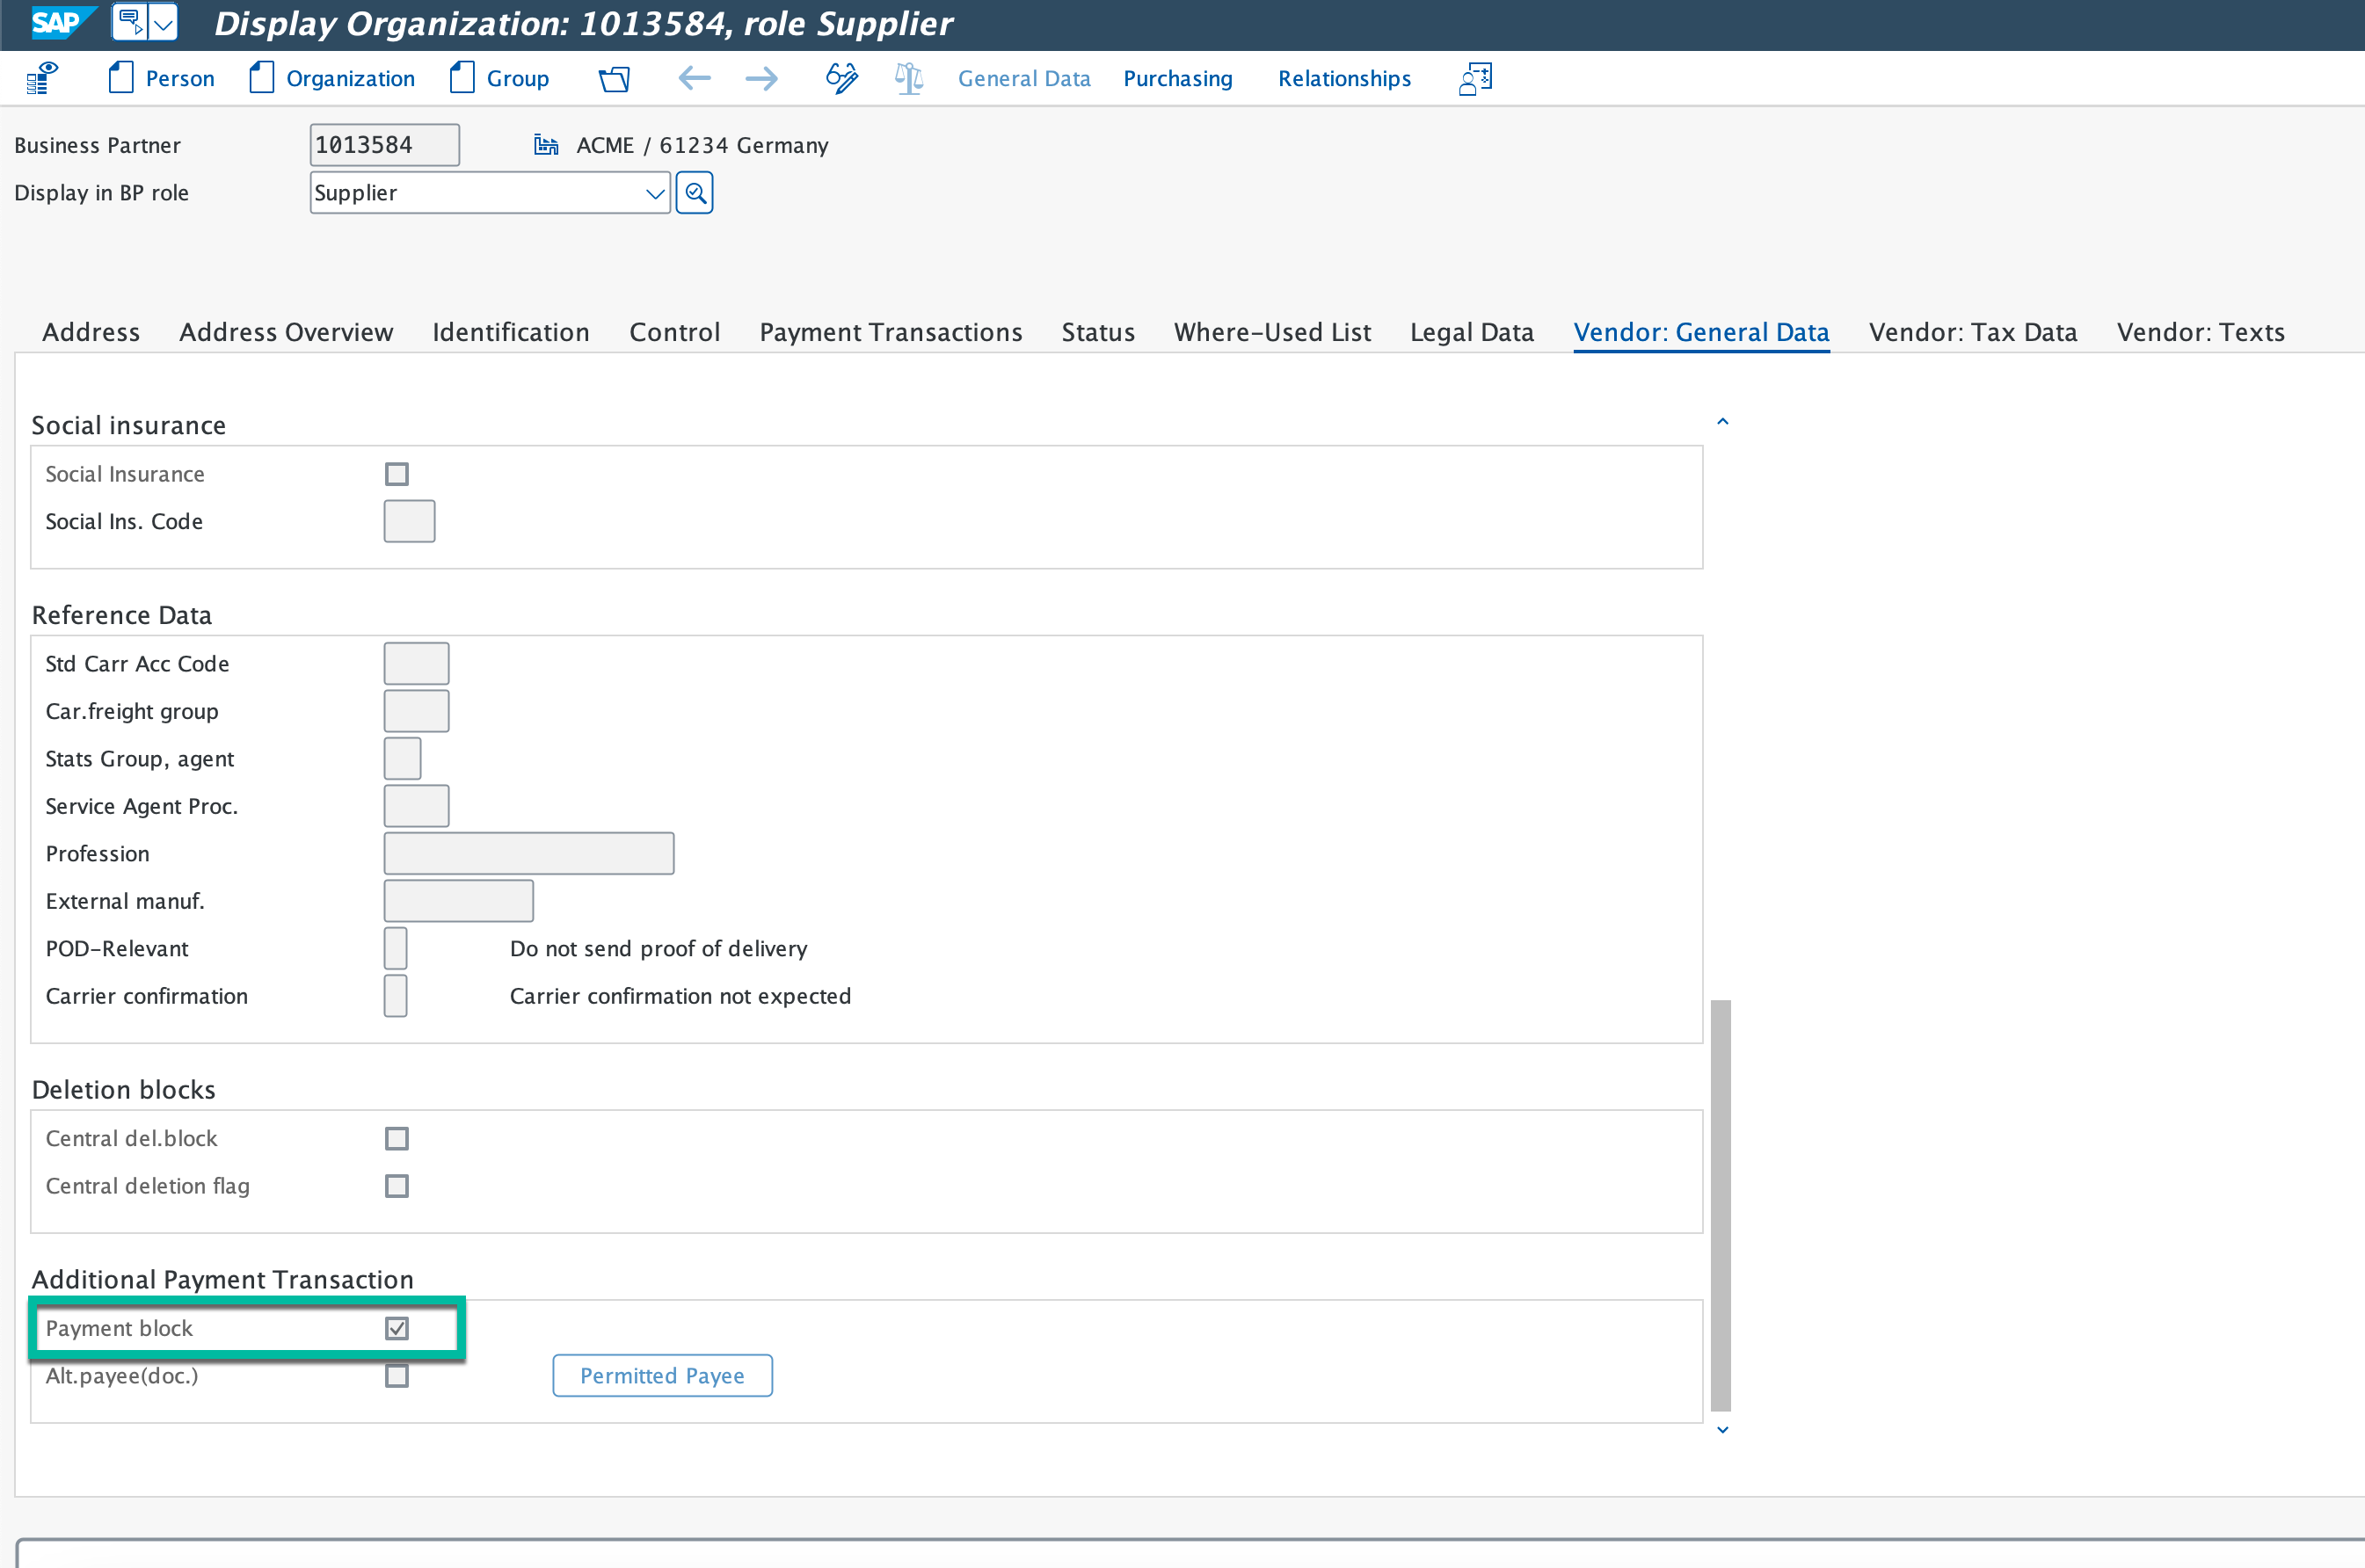 SAP Display Organization: 1013584, role Supplier
Person Organization Group General Data Purchasing Relationships
Business Partner 1013584 ACME / 61234 Germany
Display in BP role Supplier
Address Address Overview Identification Control Payment Transactions Status Where-Used List Legal Data Vendor: General Data Vendor: Tax Data Vendor: Texts
Social insurance
Social Insurance
Social Ins. Code
Reference Data
Std Carr Acc Code
Car.freight group
Stats Group, agent
Service Agent Proc.
Profession
External manuf.
POD-Relevant Do not send proof of delivery
Carrier confirmation Carrier confirmation not expected
Deletion blocks
Central del.block
Central deletion flag
Additional Payment Transaction
Payment block
Alt.payee(doc.) Permitted Payee